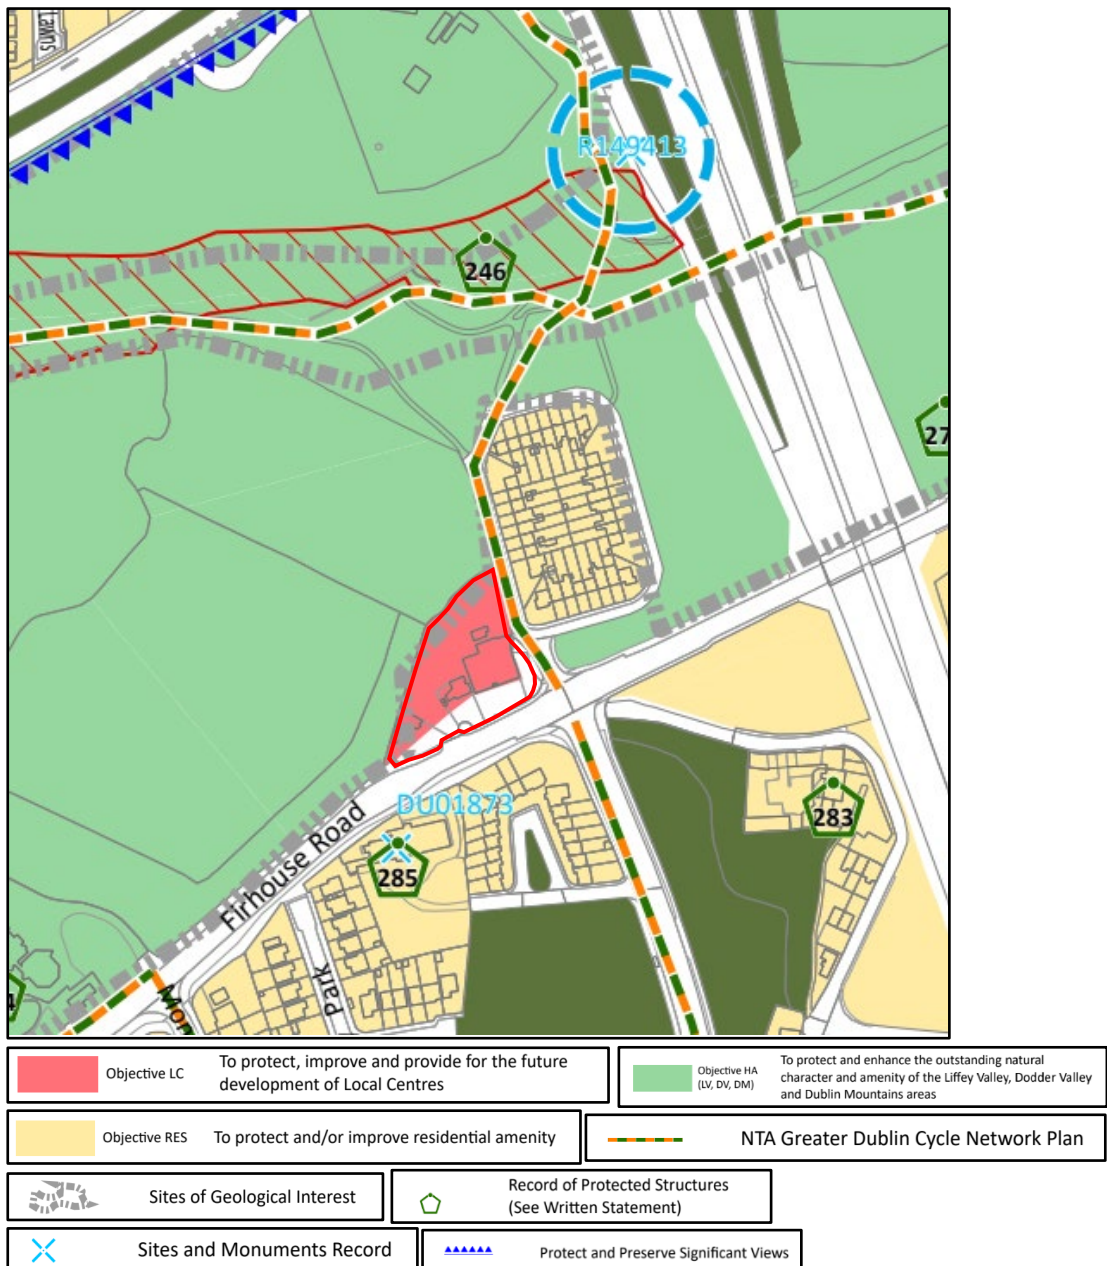 R149413
246
27
283
DU01873
285
Firhouse Road
Park
Mon
4
Objective LC
To protect, improve and provide for the future
development of Local Centres
Objective HA
(LV, DV, DM)
To protect and enhance the outstanding natural
character and amenity of the Liffey Valley, Dodder Valley
and Dublin Mountains areas
Objective RES
To protect and/or improve residential amenity
NTA Greater Dublin Cycle Network Plan
Sites of Geological Interest
Record of Protected Structures
(See Written Statement)
Sites and Monuments Record
Protect and Preserve Significant Views